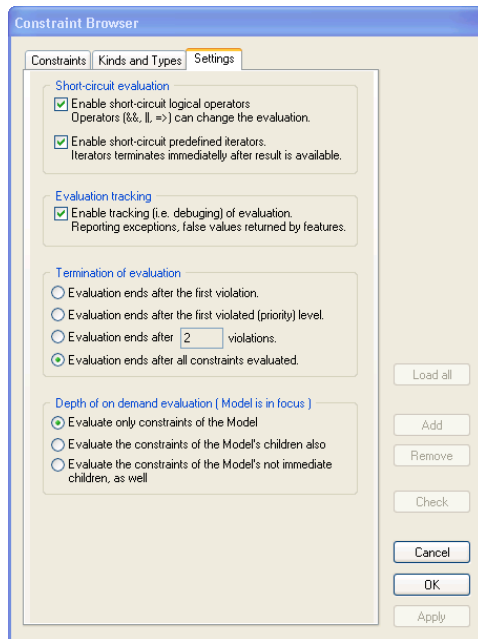 Constraint Browser
Constraints Kinds and Types Settings
Short-circuit evaluation
Enable short-circuit logical operators
Operators (&&, ||, =>) can change the evaluation.
Enable short-circuit predefined iterators.
Iterators terminates immediatelly after result is available.
Evaluation tracking
Enable tracking (i.e. debuging) of evaluation.
Reporting exceptions, false values returned by features.
Termination of evaluation
Evaluation ends after the first violation.
Evaluation ends after the first violated (priority) level.
Evaluation ends after 2 violations.
Evaluation ends after all constraints evaluated.
Load all
Depth of on demand evaluation ( Model is in focus )
Evaluate only constraints of the Model
Add
Evaluate the constraints of the Model's children also
Remove
Evaluate the constraints of the Model's not immediate
children, as well
Check
Cancel
OK
Apply